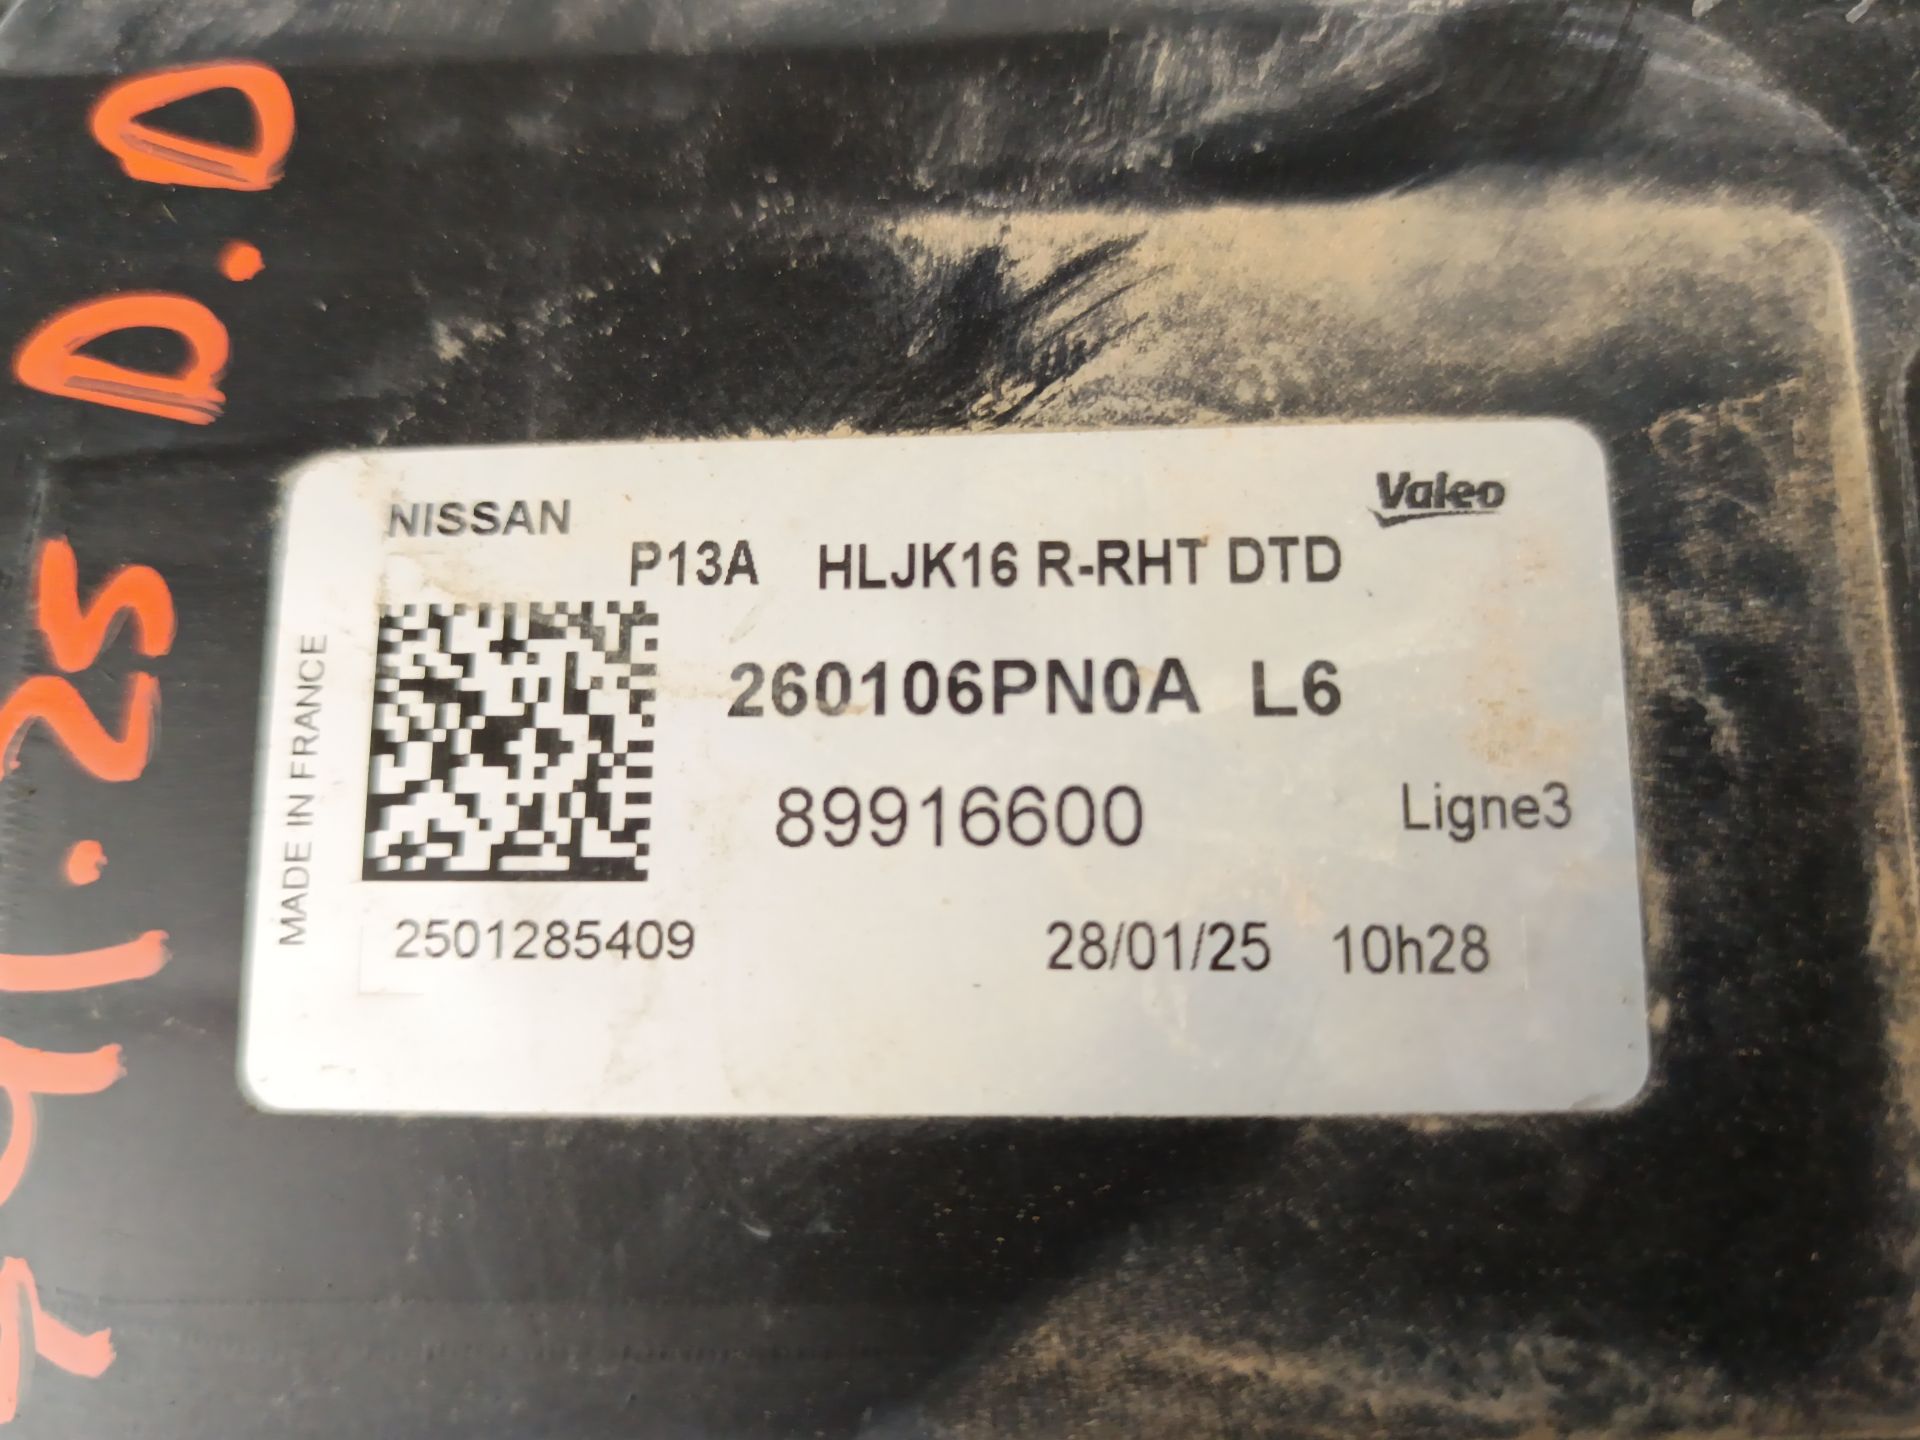 NISSAN
Valeo
P13A HLJK16 R-RHT DTD
260106PN0A L6
89916600
Ligne3
2501285409
28/01/25 10h28
MADE IN FRANCE
D.D